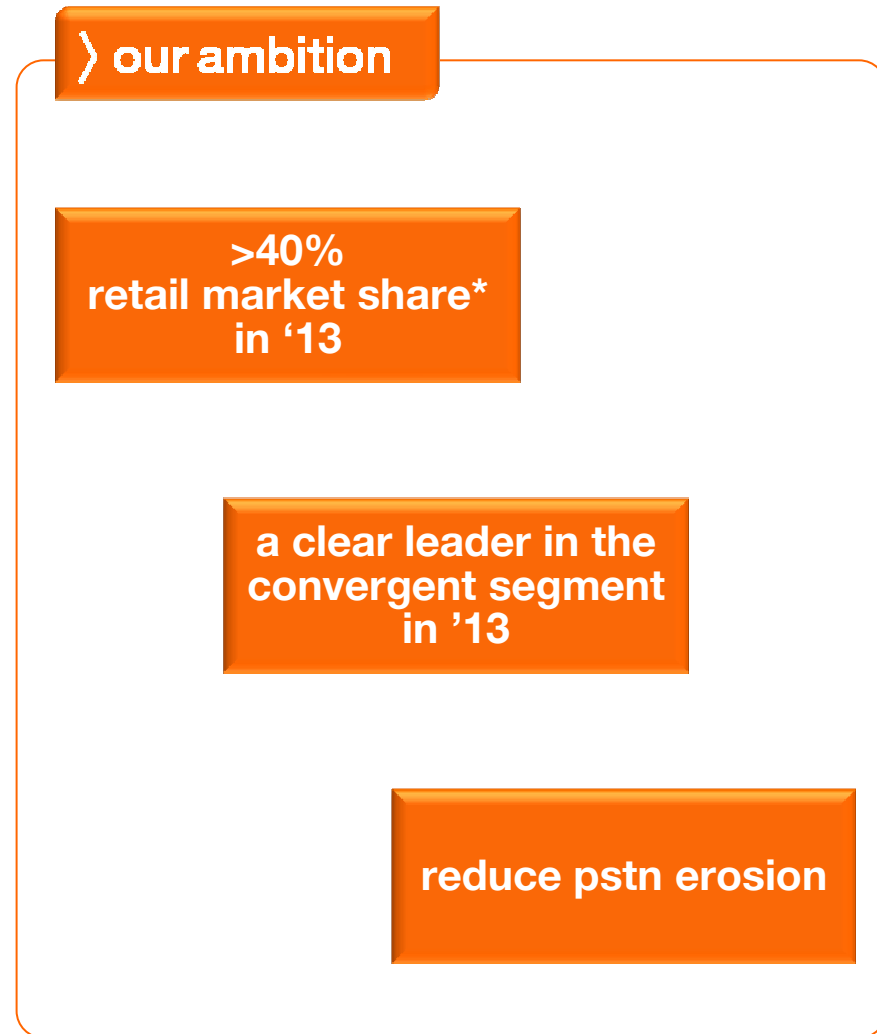 〉our ambition
>40%
retail market share*
in ‘13
a clear leader in the
convergent segment
in ’13
reduce pstn erosion